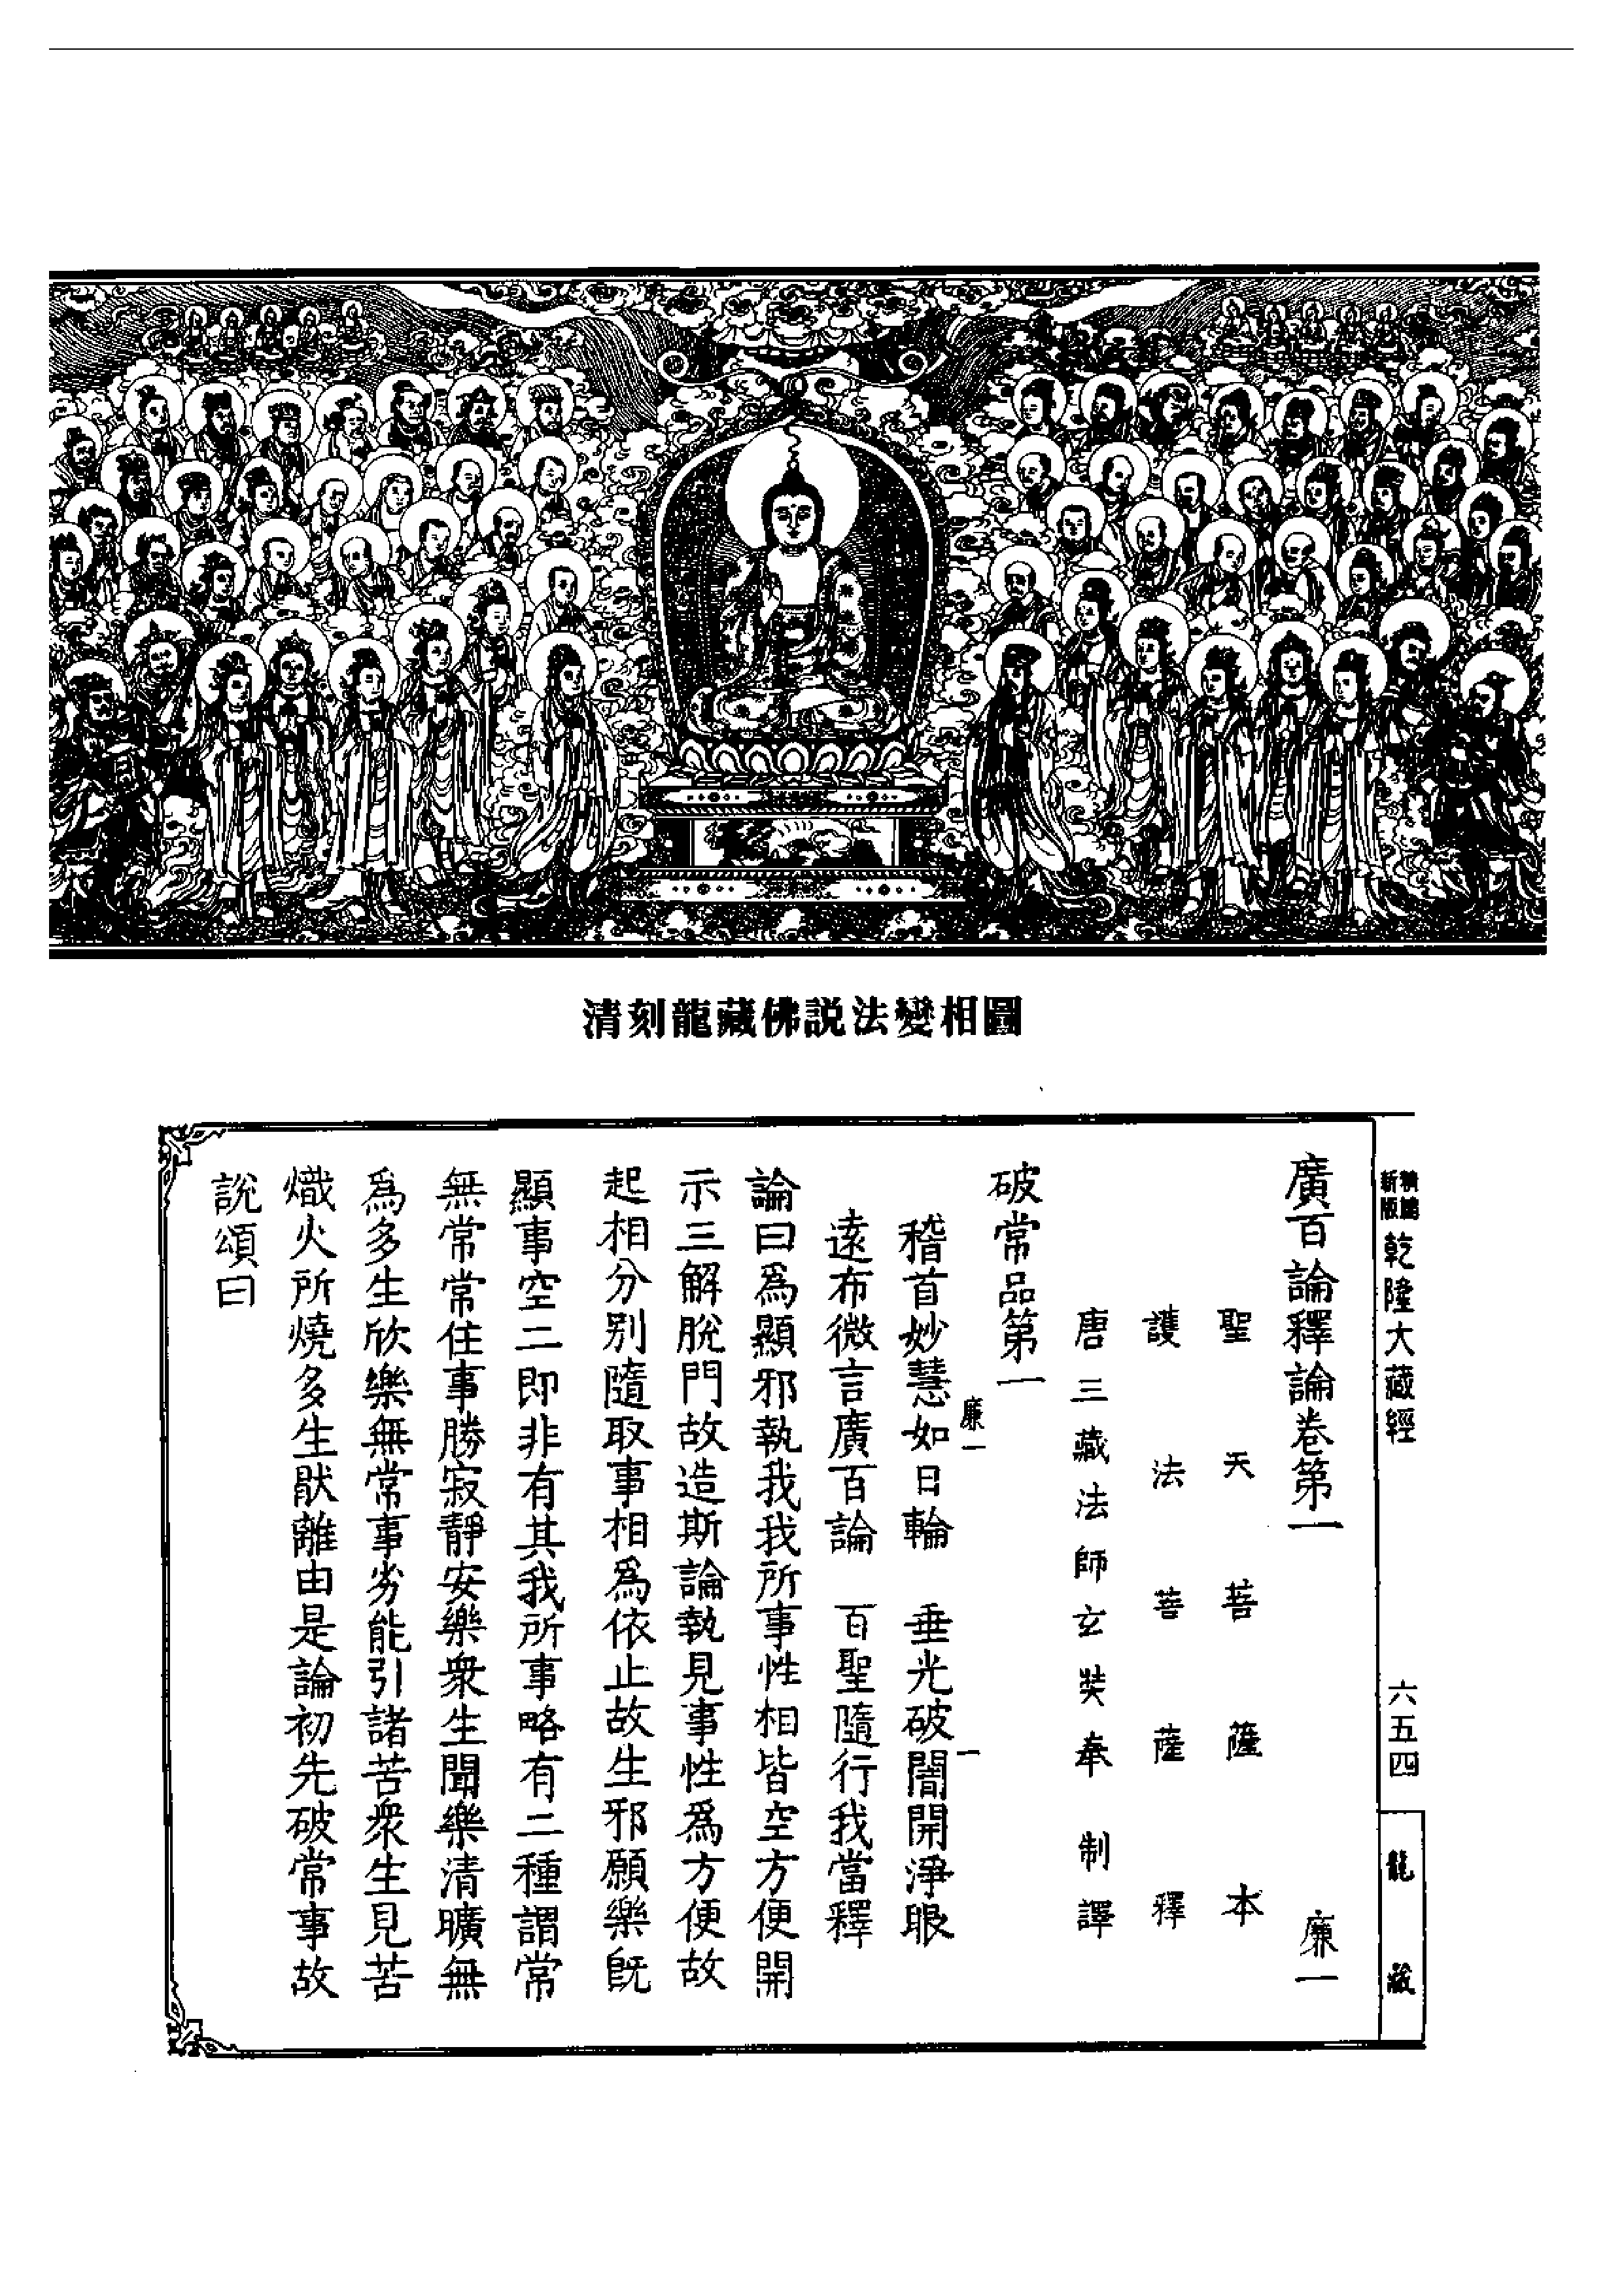 清刻龍藏佛説法變相圖
新版
乾隆大藏經
六五四
龍藏
廣百論釋論卷第一 廉一
聖天菩薩本
護法菩薩釋
唐三藏法師玄奘奉制譯
破常品第一
廉一 一
稽首妙慧如日輪 垂光破闇開淨眼
遠布微言廣百論 百聖隨行我當釋
論曰爲顯邪執我我所事性相皆空方便開
示三解脫門故造斯論執見事性爲方便故
起相分别隨取事相爲依止故生邪願樂旣
顯事空二即非有其我所事略有二種謂常
無常常住事勝寂靜安樂衆生聞樂清曠無
爲多生欣樂無常事劣能引諸苦衆生見苦
熾火所燒多生猒離由是論初先破常事故
説頌曰